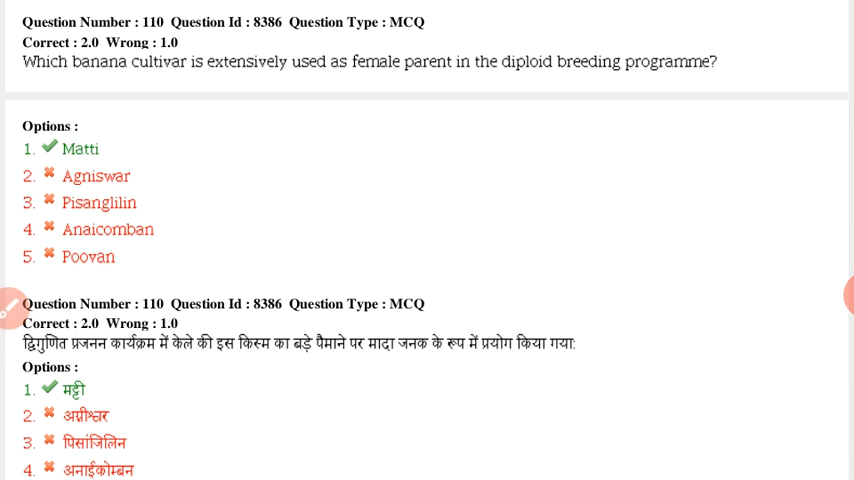 Question Number : 110 Question Id : 8386 Question Type : MCQ
Correct : 2.0 Wrong : 1.0
Which banana cultivar is extensively used as female parent in the diploid breeding programme?
Options :
1. Matti
2. Agniswar
3. Pisanglilin
4. Anaicomban
5. Poovan
Question Number : 110 Question Id : 8386 Question Type : MCQ
Correct : 2.0 Wrong : 1.0
द्विगुणित प्रजनन कार्यक्रम में केले की इस किस्म का बड़े पैमाने पर मादा जनक के रूप में प्रयोग किया गया:
Options :
1. मट्टी
2. अग्नीश्वर
3. पिसांजिलिन
4. अनाईकोम्बन